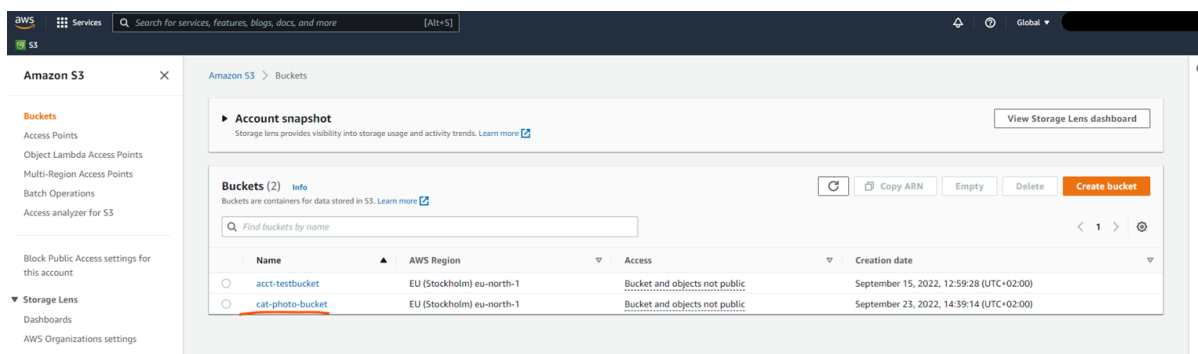 aws Services Search for services, features, blogs, docs, and more [Alt+S] Global
S3
Amazon S3
Buckets
Access Points
Object Lambda Access Points
Multi-Region Access Points
Batch Operations
Access analyzer for S3
Block Public Access settings for
this account
Storage Lens
Dashboards
AWS Organizations settings
Amazon S3 > Buckets
Account snapshot
Storage lens provides visibility into storage usage and activity trends. Learn more
View Storage Lens dashboard
Buckets (2) Info
Buckets are containers for data stored in S3. Learn more
Copy ARN Empty Delete Create bucket
Find buckets by name
< 1 >
Name AWS Region Access Creation date
acct-testbucket EU (Stockholm) eu-north-1 Bucket and objects not public September 15, 2022, 12:59:28 (UTC+02:00)
cat-photo-bucket EU (Stockholm) eu-north-1 Bucket and objects not public September 23, 2022, 14:39:14 (UTC+02:00)